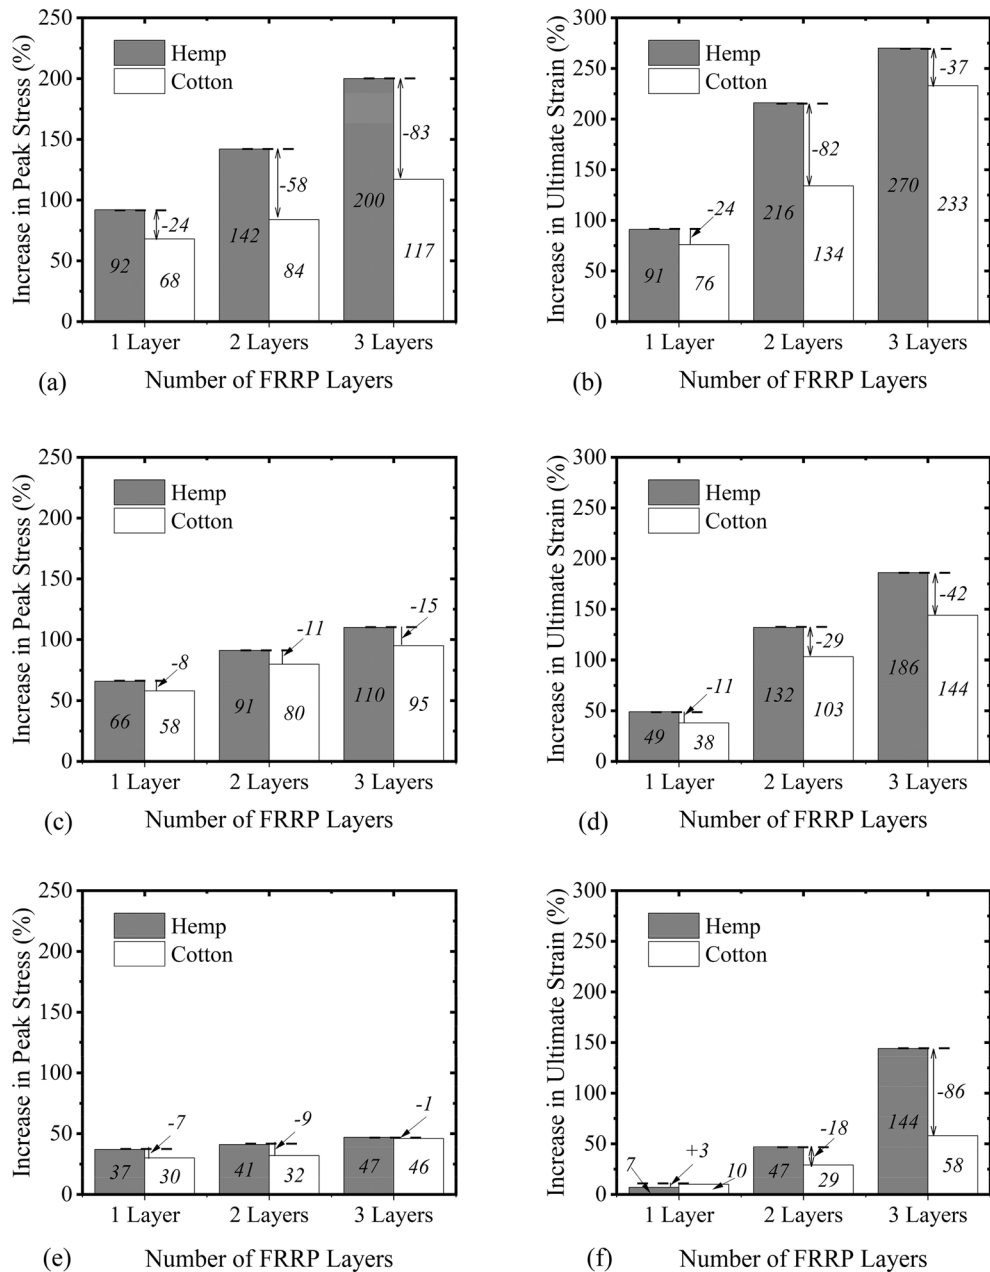 Increase in Peak Stress (%)
250
200
150
100
50
0
Hemp
Cotton
92
-24
68
142
-58
84
200
-83
117
1 Layer
2 Layers
3 Layers
(a)
Number of FRRP Layers
Increase in Ultimate Strain (%)
300
250
200
150
100
50
0
Hemp
Cotton
91
-24
76
216
-82
134
270
-37
233
1 Layer
2 Layers
3 Layers
(b)
Number of FRRP Layers
Increase in Peak Stress (%)
250
200
150
100
50
0
Hemp
Cotton
66
-8
58
91
-11
80
110
-15
95
1 Layer
2 Layers
3 Layers
(c)
Number of FRRP Layers
Increase in Ultimate Strain (%)
300
250
200
150
100
50
0
Hemp
Cotton
49
-11
38
132
-29
103
186
-42
144
1 Layer
2 Layers
3 Layers
(d)
Number of FRRP Layers
Increase in Peak Stress (%)
250
200
150
100
50
0
Hemp
Cotton
37
-7
30
41
-9
32
47
-1
46
1 Layer
2 Layers
3 Layers
(e)
Number of FRRP Layers
Increase in Ultimate Strain (%)
300
250
200
150
100
50
0
Hemp
Cotton
7
+3
10
47
-18
29
144
-86
58
1 Layer
2 Layers
3 Layers
(f)
Number of FRRP Layers